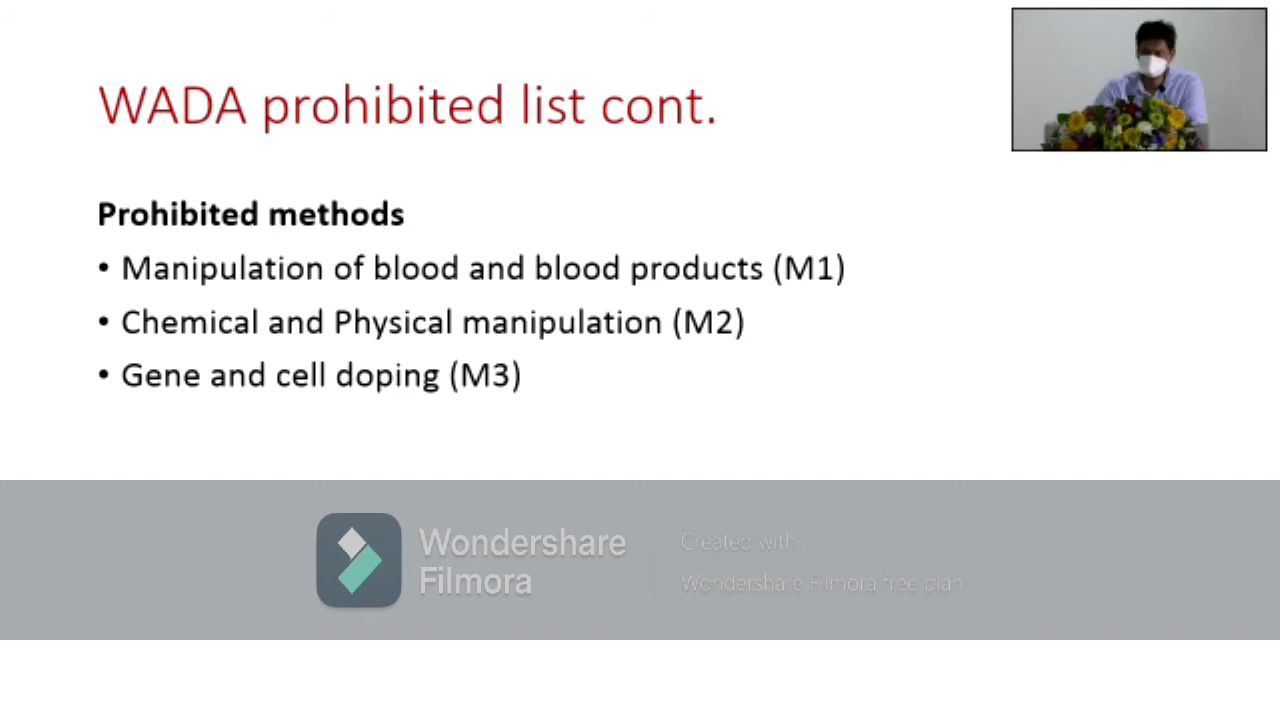 WADA prohibited list cont.
Prohibited methods
• Manipulation of blood and blood products (M1)
• Chemical and Physical manipulation (M2)
• Gene and cell doping (M3)
Wondershare
Filmora
Created with
Wondershare Filmora free plan